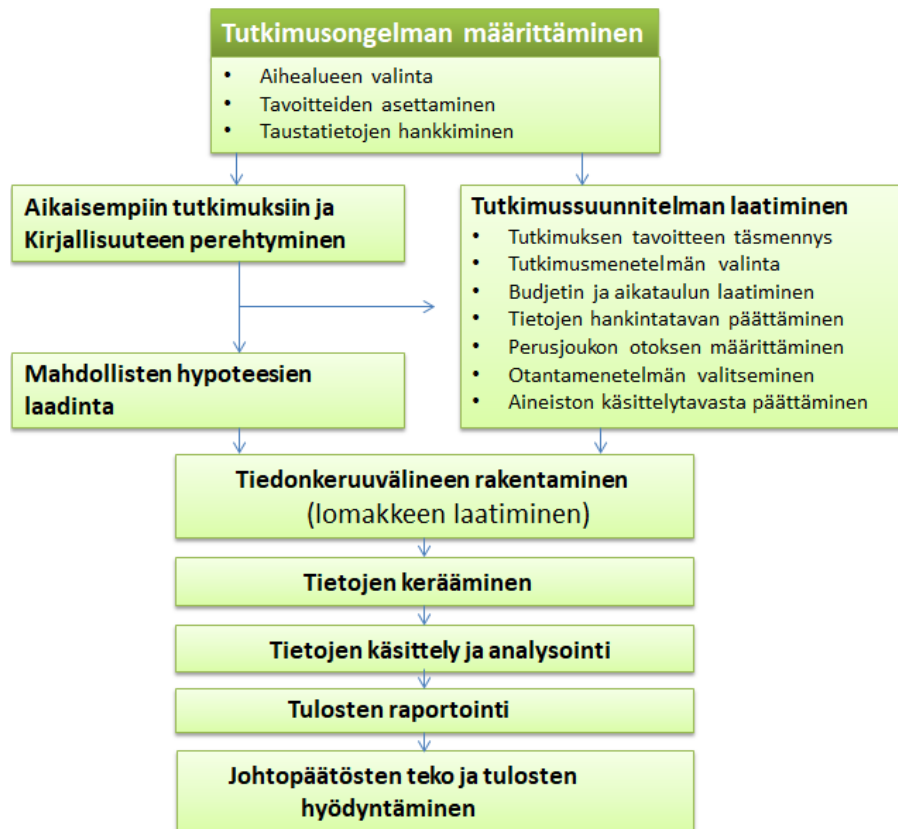 Tutkimusongelman määrittäminen
• Aihealueen valinta
• Tavoitteiden asettaminen
• Taustatietojen hankkiminen
Aikaisempiin tutkimuksiin ja
Kirjallisuuteen perehtyminen
Tutkimussuunnitelman laatiminen
• Tutkimuksen tavoitteen täsmennys
• Tutkimusmenetelmän valinta
• Budjetin ja aikataulun laatiminen
• Tietojen hankintatavan päättäminen
• Perusjoukon otoksen määrittäminen
• Otantamenetelmän valitseminen
• Aineiston käsittelytavasta päättäminen
Mahdollisten hypoteesien
laadinta
Tiedonkeruuvälineen rakentaminen
(lomakkeen laatiminen)
Tietojen kerääminen
Tietojen käsittely ja analysointi
Tulosten raportointi
Johtopäätösten teko ja tulosten
hyödyntäminen